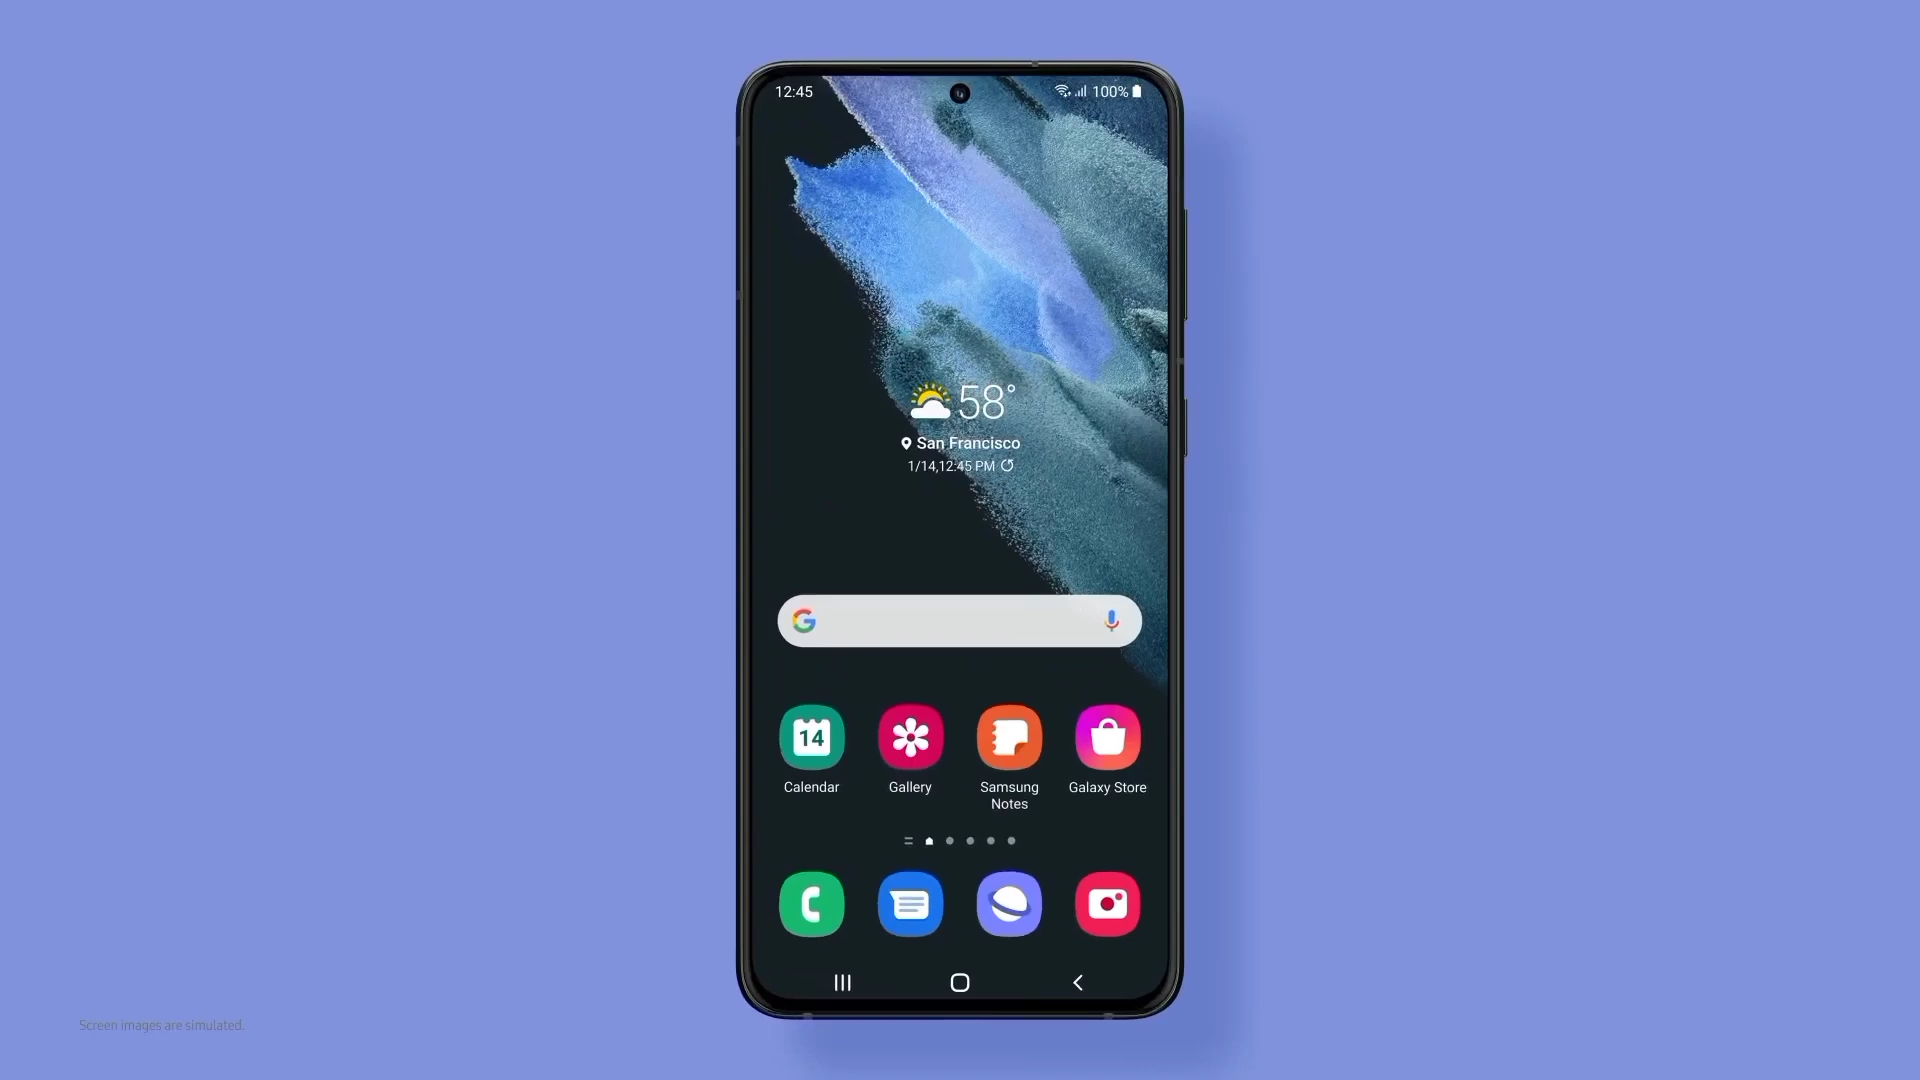 12:45
100%
58°
San Francisco
1/14,12:45 PM
G
14
Calendar
Gallery
Samsung
Notes
Galaxy Store
Screen images are simulated.